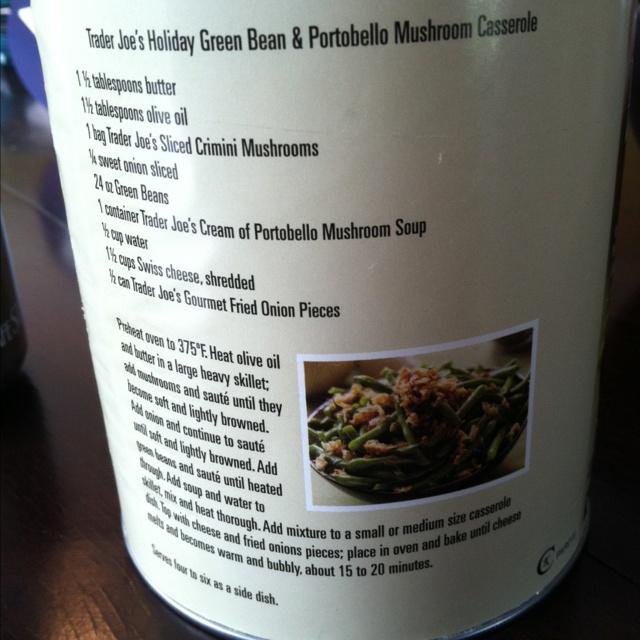 Trader Joe's Holiday Green Bean & Portobello Mushroom Casserole
1 ½ tablespoons butter
1½ tablespoons olive oil
1 bag Trader Joe's Sliced Crimini Mushrooms
¼ sweet onion sliced
24 oz Green Beans
1 container Trader Joe's Cream of Portobello Mushroom Soup
½ cup water
1½ cups Swiss cheese, shredded
½ can Trader Joe's Gourmet Fried Onion Pieces
Preheat oven to 375°F. Heat olive oil
and butter in a large heavy skillet;
add mushrooms and sauté until they
become soft and lightly browned.
Add onion and continue to sauté
until soft and lightly browned. Add
green beans and sauté until heated
through. Add soup and water to
skillet, mix and heat thorough. Add mixture to a small or medium size casserole
dish. Top with cheese and fried onions pieces; place in oven and bake until cheese
melts and becomes warm and bubbly, about 15 to 20 minutes.
Serves four to six as a side dish.